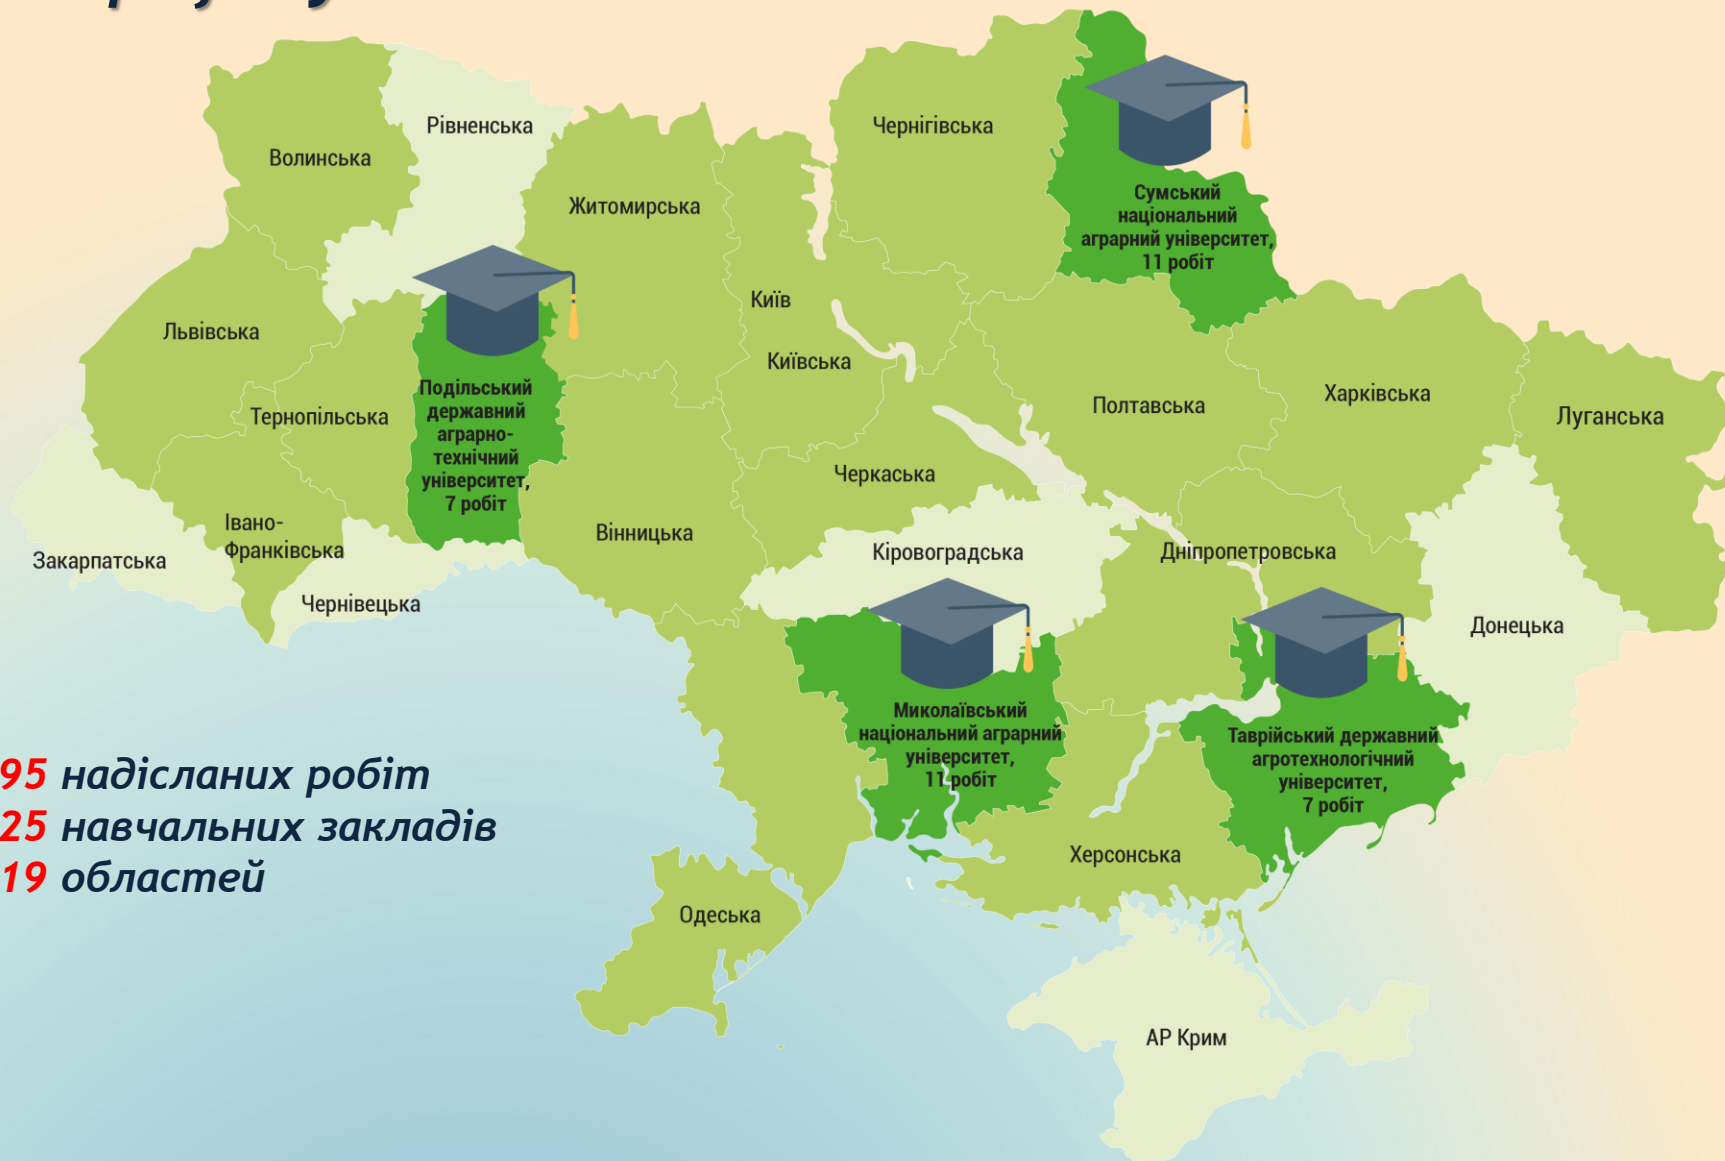 Рівненська
Волинська
Чернігівська
Житомирська
Сумський
національний
аграрний університет,
11 робіт
Київ
Львівська
Київська
Подільський
державний
аграрно-
технічний
університет,
7 робіт
Тернопільська
Полтавська
Харківська
Луганська
Черкаська
Вінницька
Івано-
Франківська
Закарпатська
Чернівецька
Кіровоградська
Дніпропетровська
Донецька
Миколаївський
національний аграрний
університет,
11 робіт
Таврійський державний
агротехнологічний
університет,
7 робіт
95 надісланих робіт
25 навчальних закладів
19 областей
Херсонська
Одеська
АР Крим